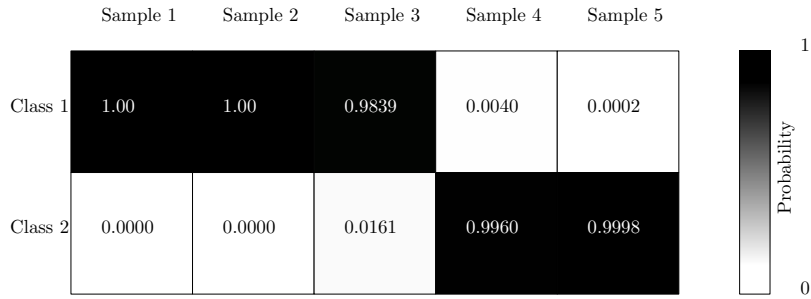 Sample 1 Sample 2 Sample 3 Sample 4 Sample 5
1
Class 1 1.00 1.00 0.9839 0.0040 0.0002
Probability
Class 2 0.0000 0.0000 0.0161 0.9960 0.9998
0